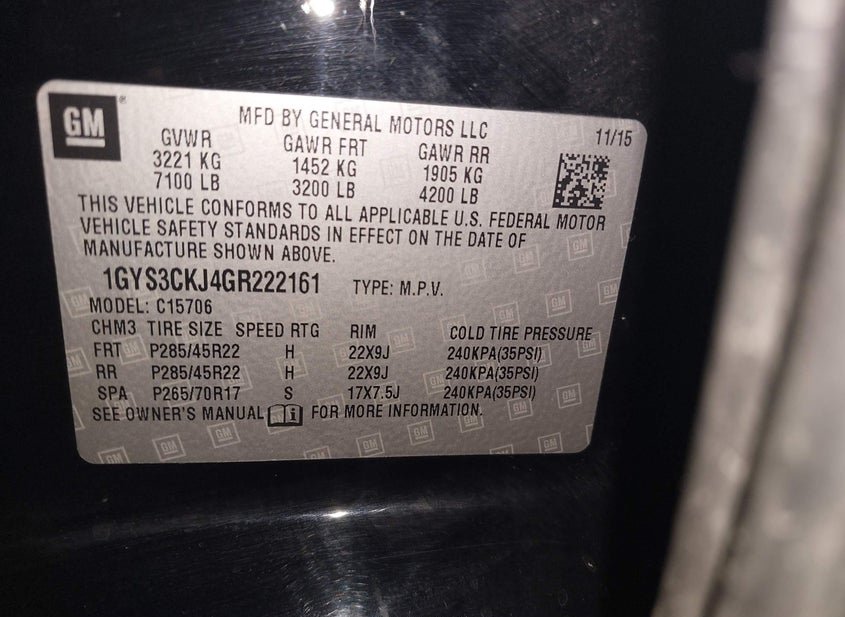 GM
MFD BY GENERAL MOTORS LLC
11/15
GVWR GAWR FRT GAWR RR
3221 KG 1452 KG 1905 KG
7100 LB 3200 LB 4200 LB
THIS VEHICLE CONFORMS TO ALL APPLICABLE U.S. FEDERAL MOTOR
VEHICLE SAFETY STANDARDS IN EFFECT ON THE DATE OF
MANUFACTURE SHOWN ABOVE.
1GYS3CKJ4GR222161 TYPE: M.P.V.
MODEL: C15706
CHM3 TIRE SIZE SPEED RTG RIM COLD TIRE PRESSURE
FRT P285/45R22 H 22X9J 240KPA(35PSI)
RR P285/45R22 H 22X9J 240KPA(35PSI)
SPA P265/70R17 S 17X7.5J 240KPA(35PSI)
SEE OWNER'S MANUAL FOR MORE INFORMATION.